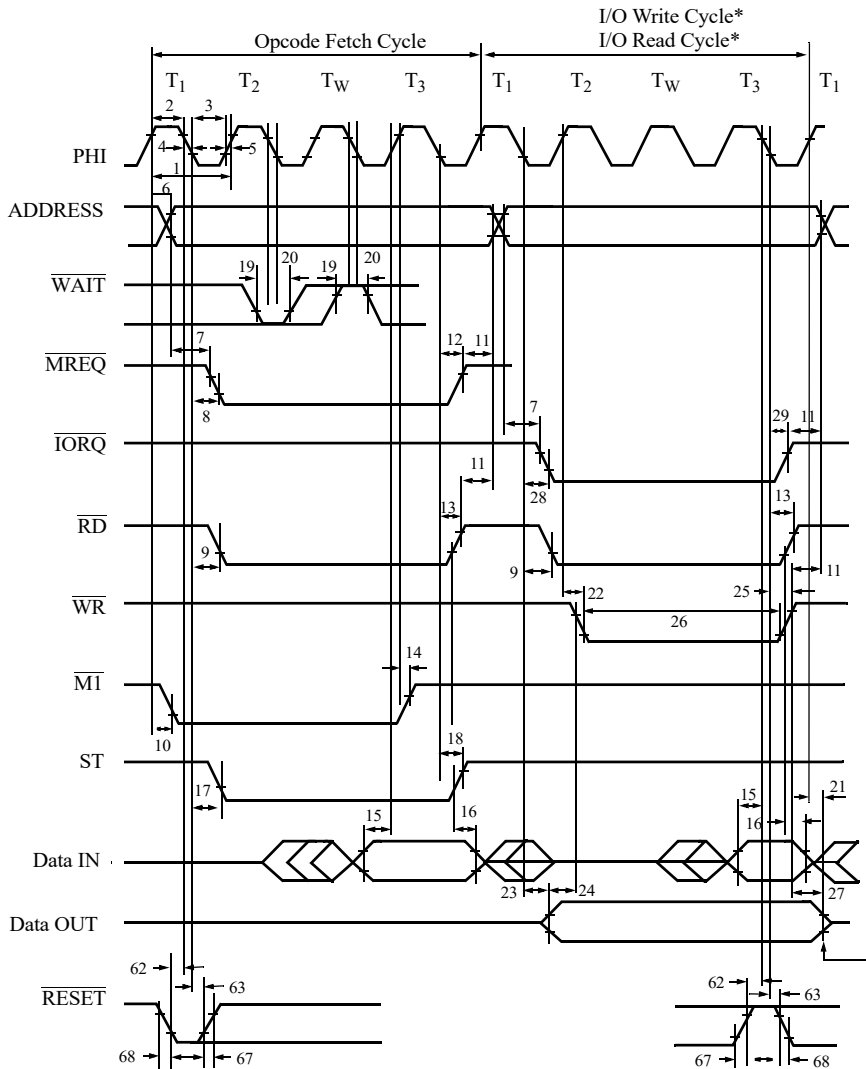 I/O Write Cycle*
Opcode Fetch Cycle I/O Read Cycle*
T1 T2 TW T3 T1 T2 TW T3 T1
2 3
PHI 4 5
1
6
ADDRESS
19 20 19 20
WAIT
7 12 11
MREQ
8 7 29 11
IORQ
11 28
13 13
RD
9 9 11
22 25
WR 26
14
M1
10 18
ST
17 21
15 16 15 16
Data IN
23 24 27
Data OUT
62 63 62 63
RESET
68 67 67 68